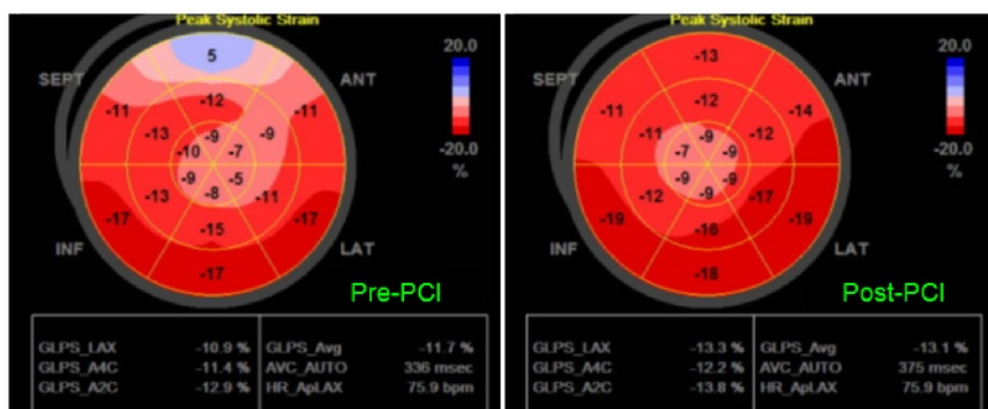 Peak Systolic Strain
20.0
-20.0
%
SEPT
ANT
INF
LAT
5
-11
-11
-12
-13
-9
-9
-10
-7
-9
-5
-8
-13
-11
-17
-17
-15
-17
Pre-PCI
GLPS_LAX -10.9 % GLPS_Avg -11.7 %
GLPS_A4C -11.4 % AVC_AUTO 336 msec
GLPS_A2C -12.9 % HR_ApLAX 75.9 bpm
Peak Systolic Strain
20.0
-20.0
%
SEPT
ANT
INF
LAT
-13
-11
-14
-12
-11
-12
-9
-7
-9
-9
-9
-9
-12
-17
-19
-19
-16
-18
Post-PCI
GLPS_LAX -13.3 % GLPS_Avg -13.1 %
GLPS_A4C -12.2 % AVC_AUTO 375 msec
GLPS_A2C -13.8 % HR_ApLAX 75.9 bpm